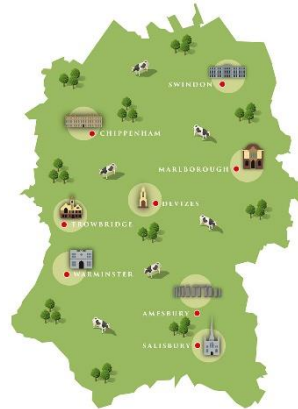 SWINDON
CHIPPENHAM
MARLBOROUGH
DEVIZES
TROWBRIDGE
WARMINSTER
AMESBURY
SALISBURY